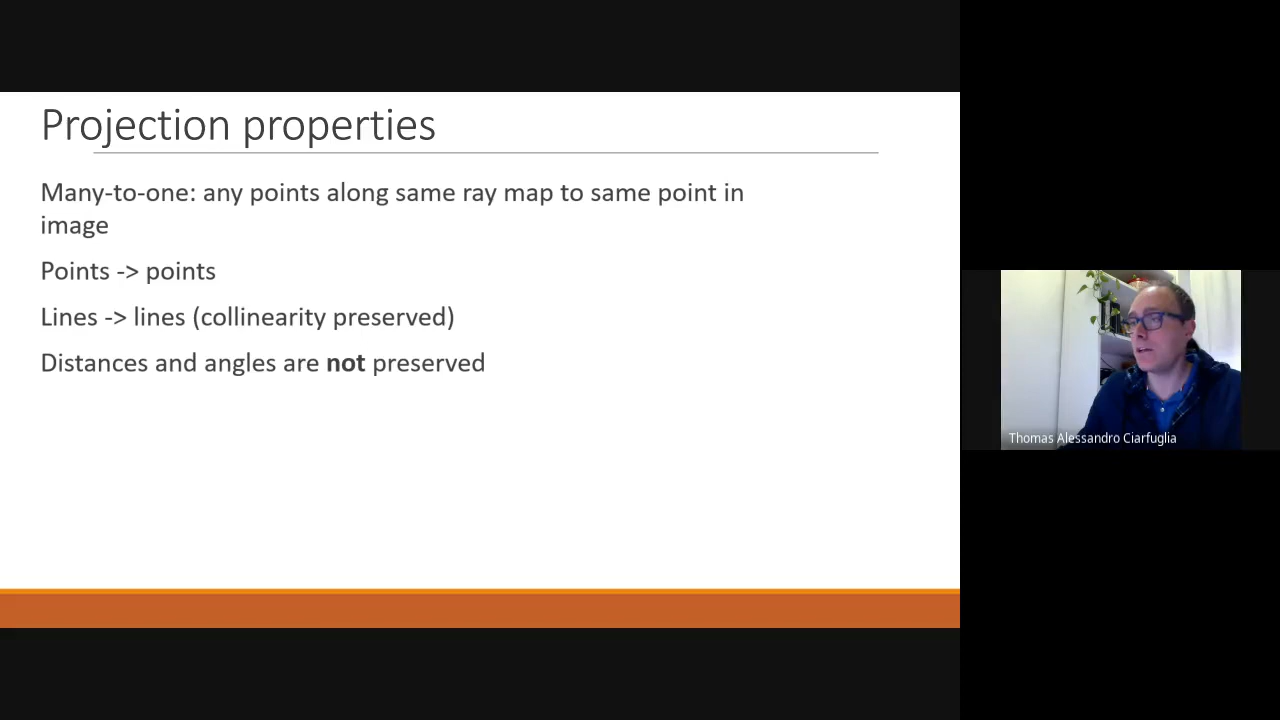 Projection properties
Many-to-one: any points along same ray map to same point in
image
Points -> points
Lines -> lines (collinearity preserved)
Distances and angles are not preserved
Thomas Alessandro Ciarfuglia